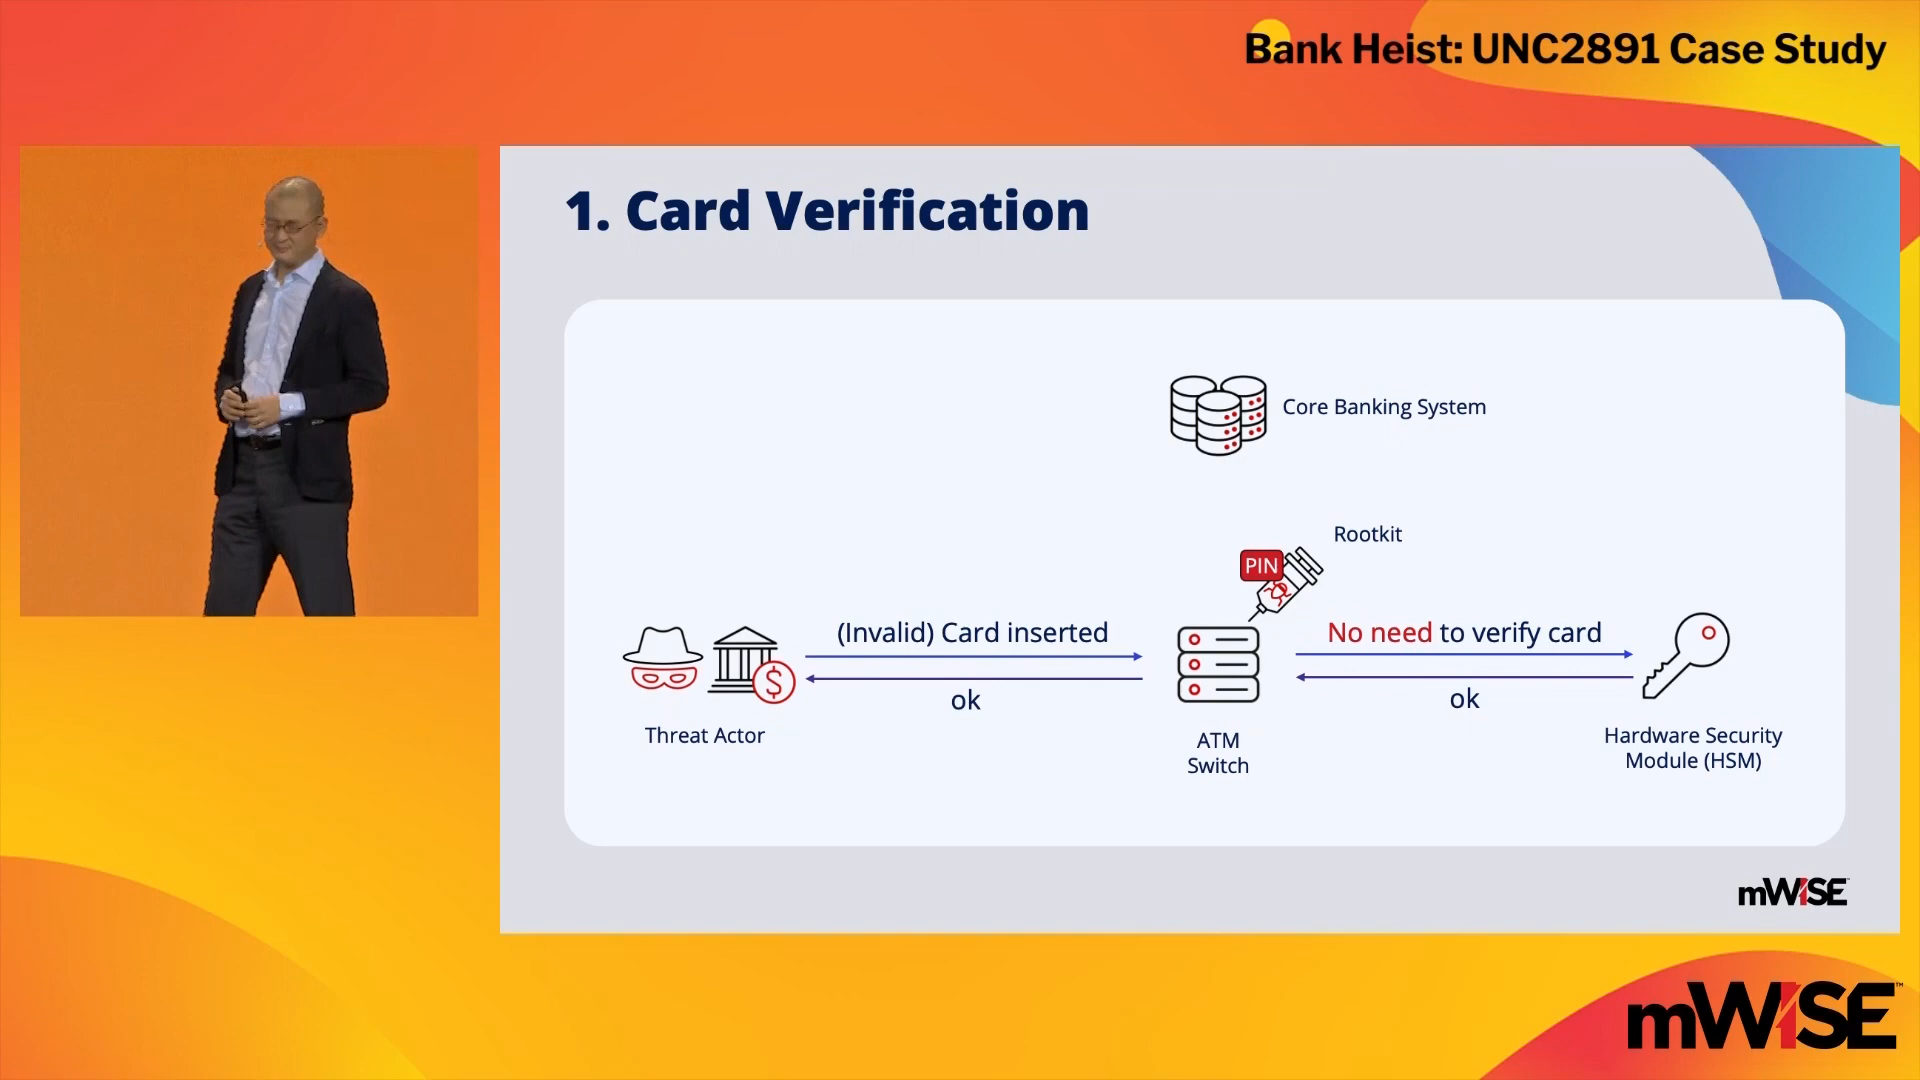 Bank Heist: UNC2891 Case Study
1. Card Verification
Core Banking System
Rootkit
PIN
(Invalid) Card inserted
ok
No need to verify card
ok
$
Threat Actor
ATM
Switch
Hardware Security
Module (HSM)
mWISE
mWISE™